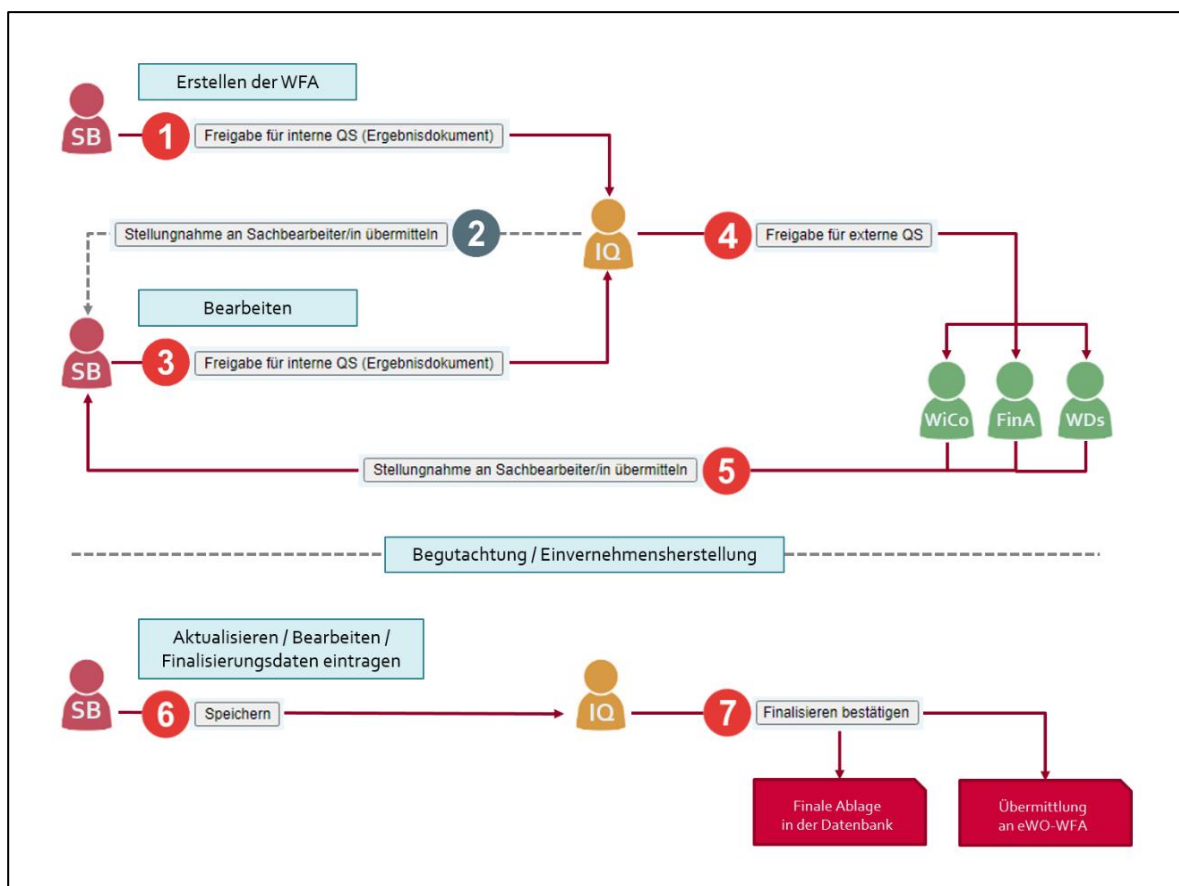 Erstellen der WFA
SB
1
Freigabe für interne QS (Ergebnisdokument)
Stellungnahme an Sachbearbeiter/in übermitteln
2
IQ
4
Freigabe für externe QS
Bearbeiten
SB
3
Freigabe für interne QS (Ergebnisdokument)
WiCo
FinA
WDs
Stellungnahme an Sachbearbeiter/in übermitteln
5
Begutachtung / Einvernehmensherstellung
Aktualisieren / Bearbeiten /
Finalisierungsdaten eintragen
SB
6
Speichern
IQ
7
Finalisieren bestätigen
Finale Ablage
in der Datenbank
Übermittlung
an eWO-WFA